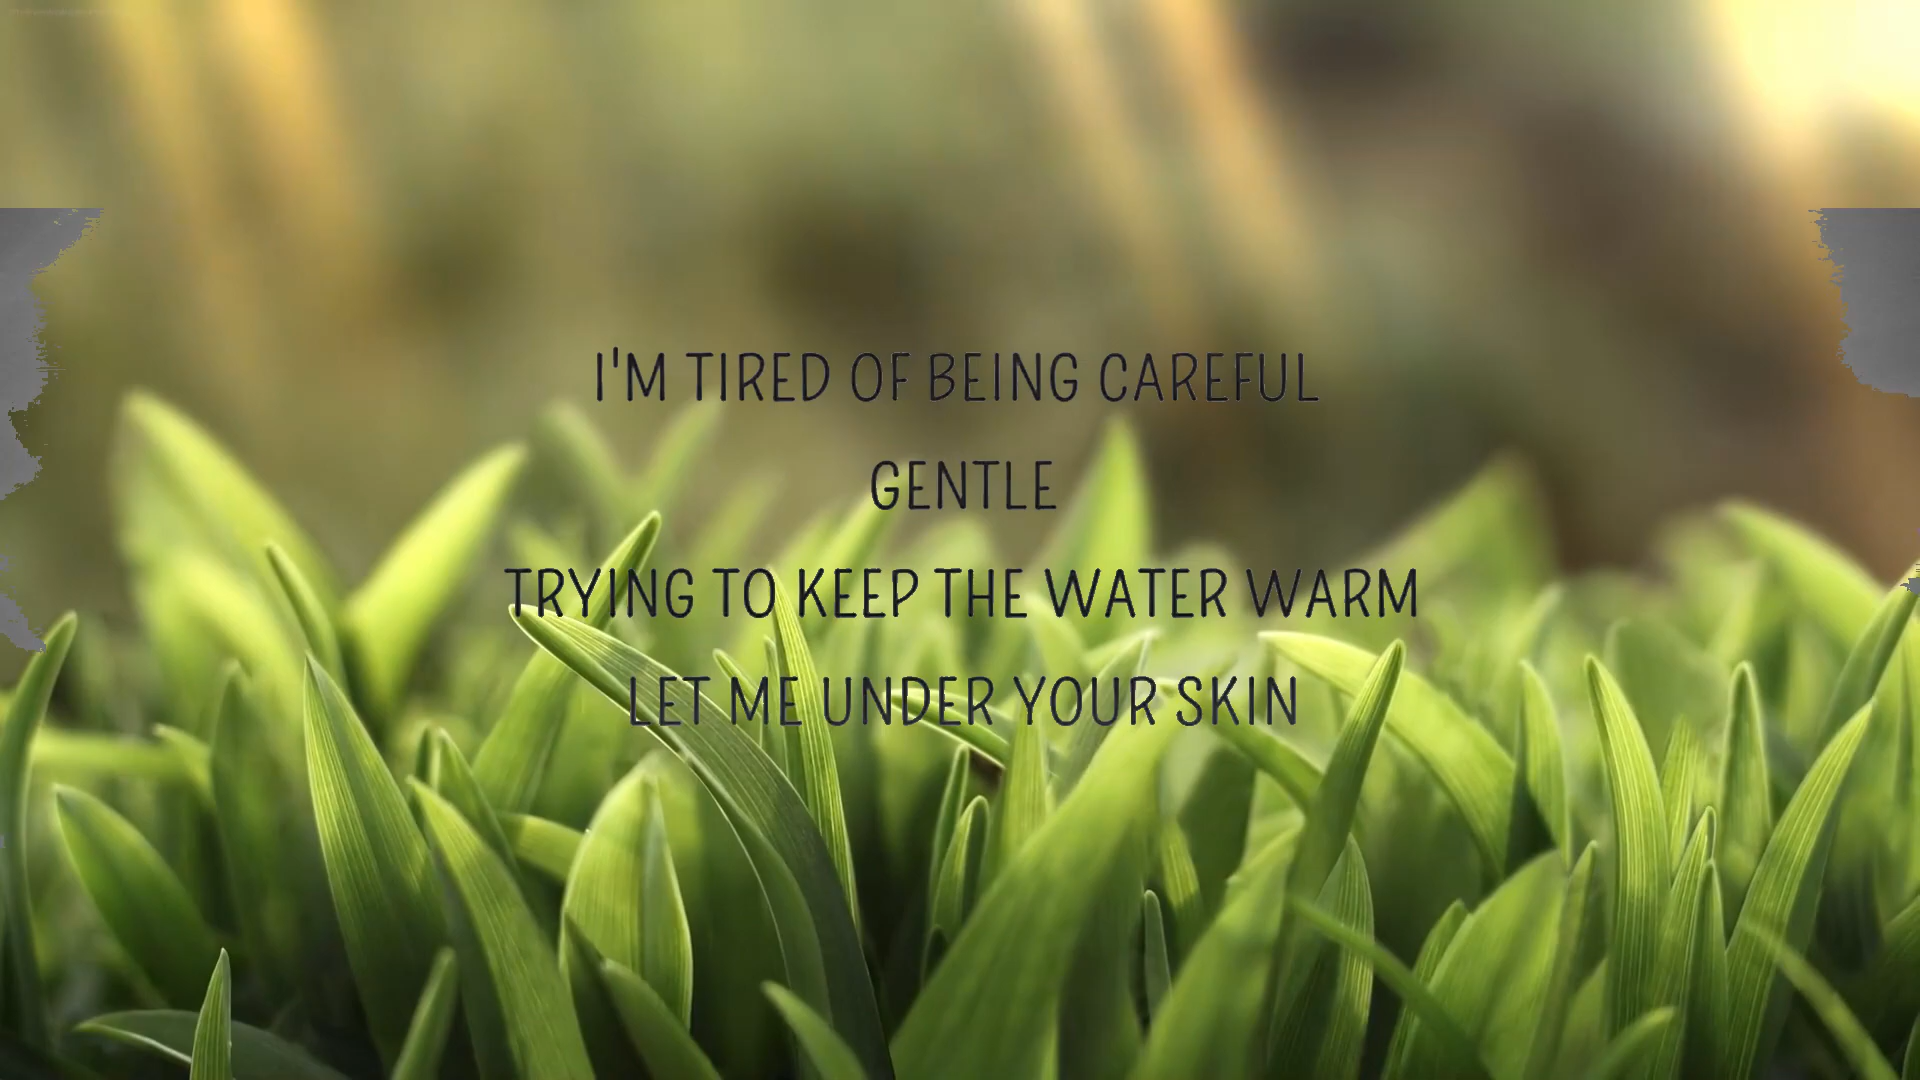 I'M TIRED OF BEING CAREFUL
GENTLE
TRYING TO KEEP THE WATER WARM
LET ME UNDER YOUR SKIN